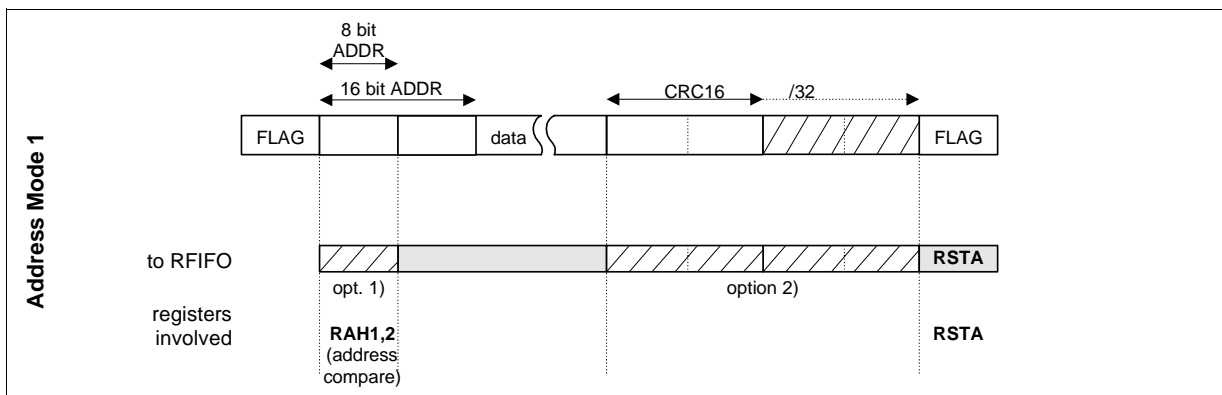 Address Mode 1
8 bit
ADDR
16 bit ADDR
CRC16 /32
FLAG data FLAG
to RFIFO RSTA
opt. 1) option 2)
registers
involved
RAH1,2 RSTA
(address
compare)